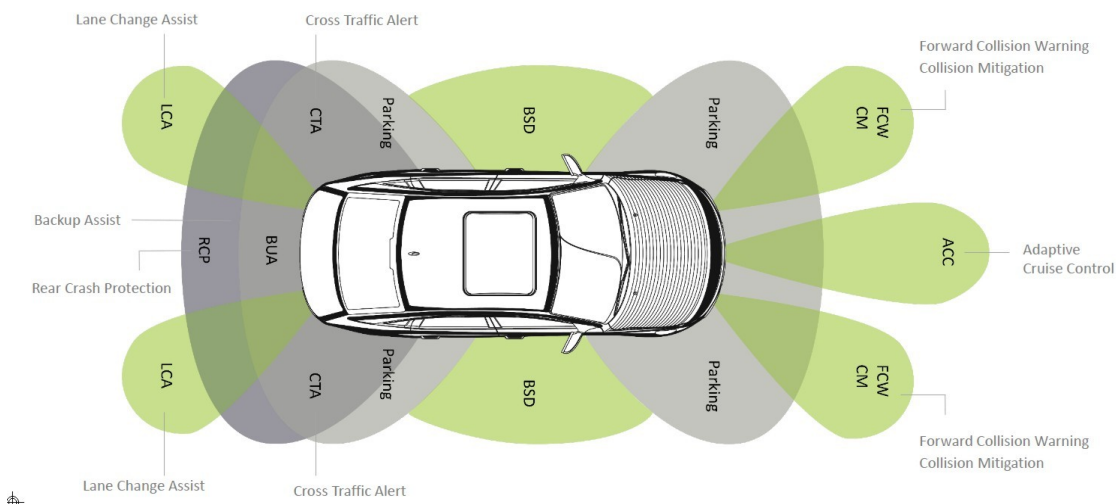 Lane Change Assist
Cross Traffic Alert
Forward Collision Warning
Collision Mitigation
LCA
CTA
Parking
BSD
Parking
FCW
CM
Backup Assist
RCP
BUA
ACC
Adaptive
Cruise Control
Rear Crash Protection
LCA
CTA
Parking
BSD
Parking
FCW
CM
Forward Collision Warning
Collision Mitigation
Lane Change Assist
Cross Traffic Alert